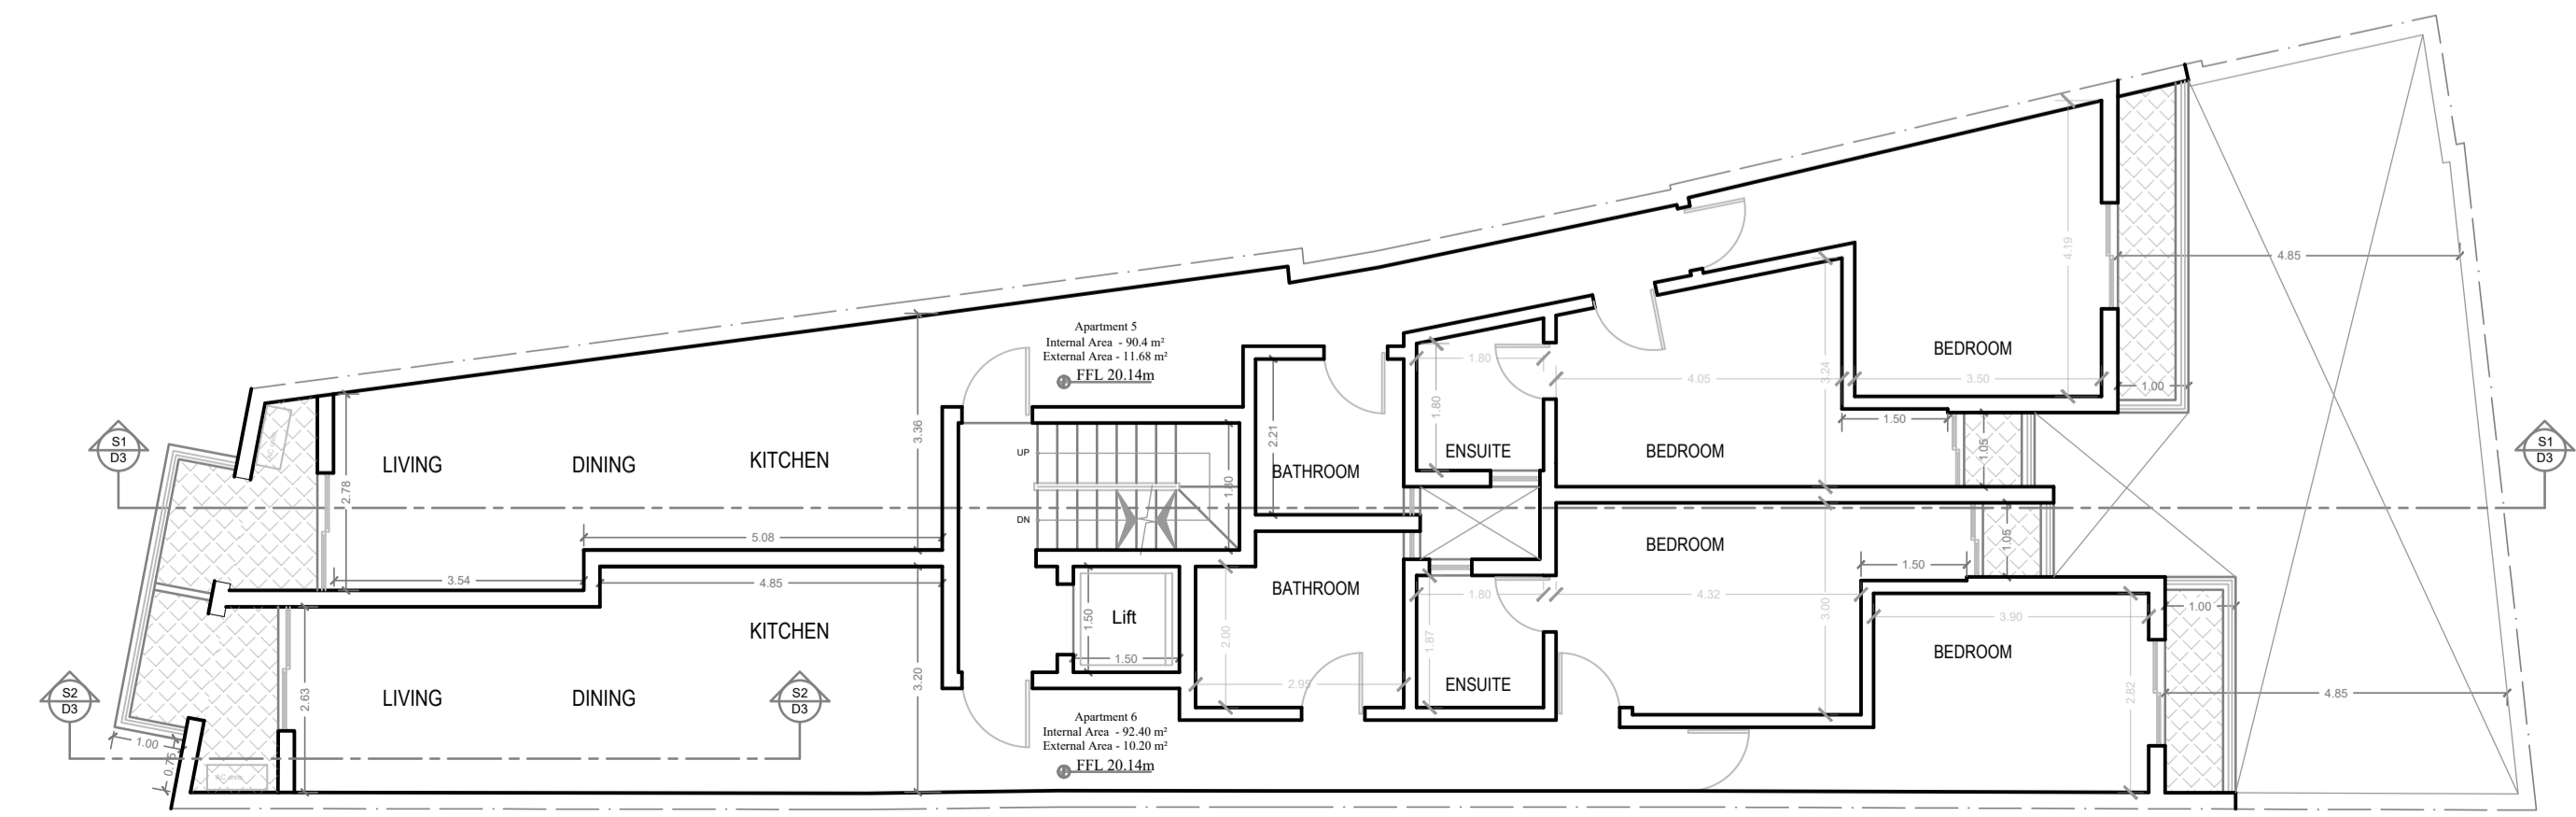 4.19
4.85
Apartment 5
Internal Area - 90.4 m²
External Area - 11.68 m²
FFL 20.14m
BEDROOM
1.80
4.05
3.24
3.50
1.00
1.80
1.50
S1
D3
LIVING
DINING
KITCHEN
3.36
2.21
BATHROOM
ENSUITE
BEDROOM
1.05
S1
D3
2.78
UP
1.80
DN
5.08
BEDROOM
1.05
3.54
4.85
1.50
BATHROOM
1.80
4.32
3.00
3.90
1.00
Lift
1.50
1.50
2.00
1.87
KITCHEN
BEDROOM
S2
D3
2.63
LIVING
DINING
S2
D3
3.20
2.95
ENSUITE
2.82
4.85
1.00
0.75
Apartment 6
Internal Area - 92.40 m²
External Area - 10.20 m²
FFL 20.14m